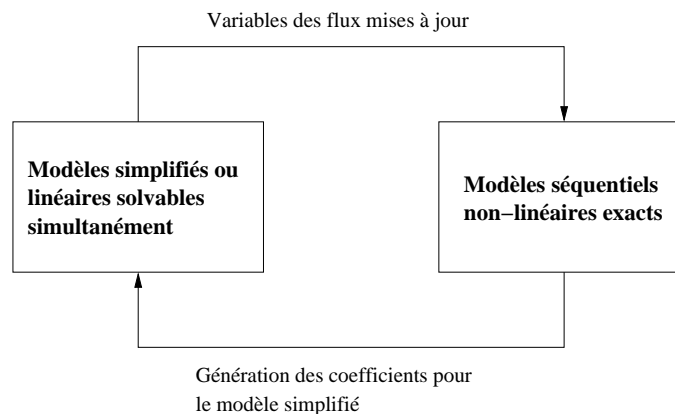 Variables des flux mises à jour
Modèles simplifiés ou
linéaires solvables
simultanément
Modèles séquentiels
non−linéaires exacts
Génération des coefficients pour
le modèle simplifié